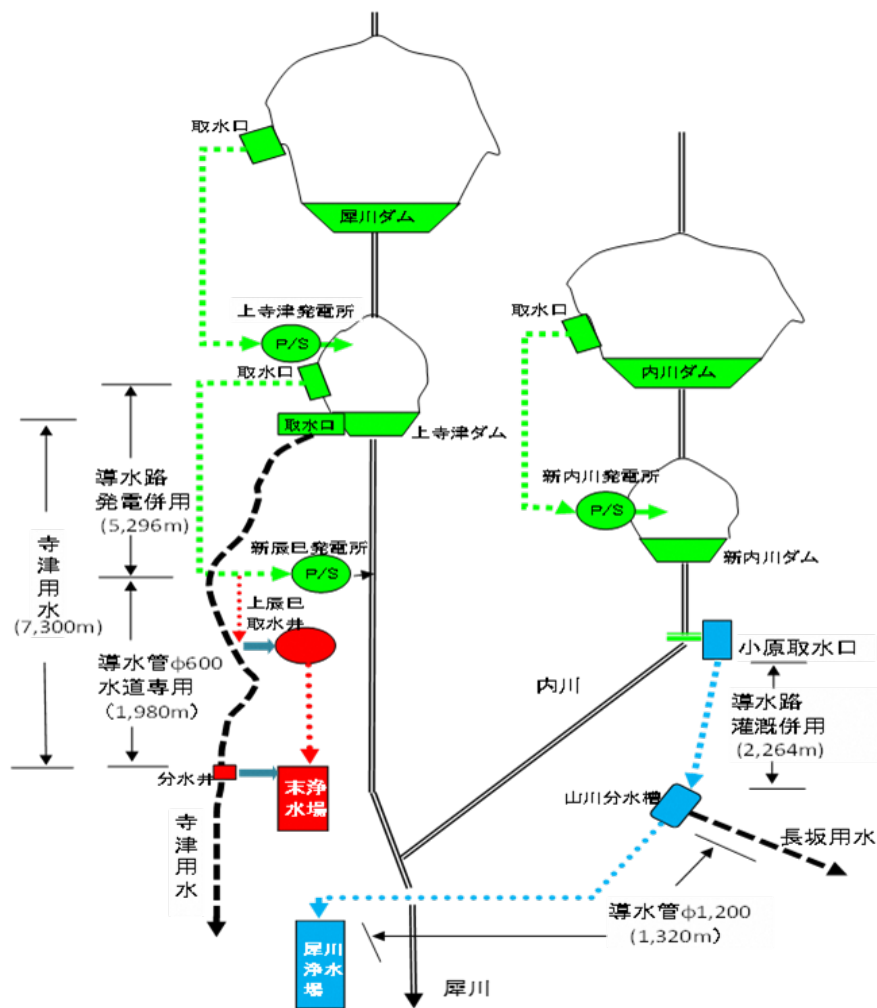 取水口
犀川ダム
上寺津発電所
P/S
取水口
取水口
上寺津ダム
取水口
内川ダム
新内川発電所
P/S
新内川ダム
導水路
発電併用
(5,296m)
寺津用水
(7,300m)
新辰巳発電所
P/S
上辰巳
取水井
導水管φ600
水道専用
(1,980m)
小原取水口
内川
導水路
灌漑併用
(2,264m)
分水井
末浄
水場
山川分水槽
寺津用水
長坂用水
導水管φ1,200
(1,320m)
犀川
浄水
場
犀川